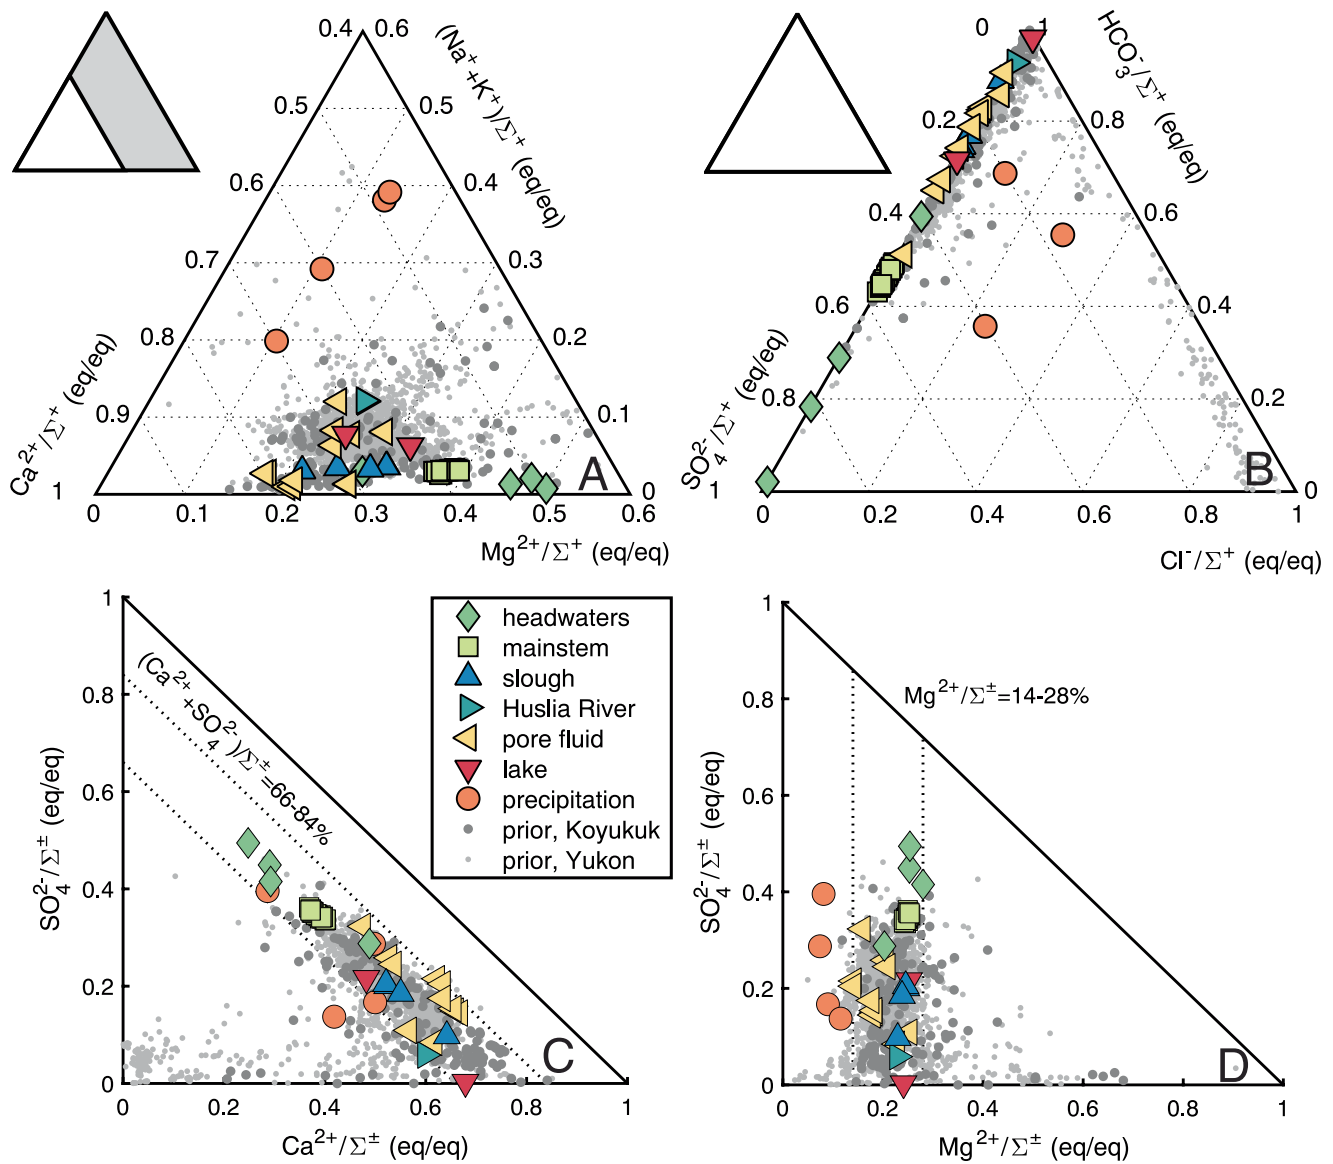 0.4 0.6
0.5 0.5
0.6 0.4
0.7 0.3
0.8 0.2
0.9 0.1
1 0
0 0.2 0.3 0.4 0.5 0.6
(Na⁺+K⁺)/Σ⁺ (eq/eq)
Ca²⁺/Σ⁺ (eq/eq)
Mg²⁺/Σ⁺ (eq/eq)
A
0 1
0.2 0.8
0.4 0.6
0.6 0.4
0.8 0.2
1 0
0 0.2 0.4 0.6 0.8 1
HCO₃⁻/Σ⁺ (eq/eq)
SO₄²⁻/Σ⁺ (eq/eq)
Cl⁻/Σ⁺ (eq/eq)
B
1
0.8
0.6
0.4
0.2
0
0 0.2 0.4 0.6 0.8 1
SO₄²⁻/Σ± (eq/eq)
Ca²⁺/Σ± (eq/eq)
(Ca²⁺+SO₄²⁻)/Σ±=66-84%
C
headwaters
mainstem
slough
Huslia River
pore fluid
lake
precipitation
prior, Koyukuk
prior, Yukon
1
0.8
0.6
0.4
0.2
0
0 0.2 0.4 0.6 0.8 1
SO₄²⁻/Σ± (eq/eq)
Mg²⁺/Σ± (eq/eq)
Mg²⁺/Σ±=14-28%
D